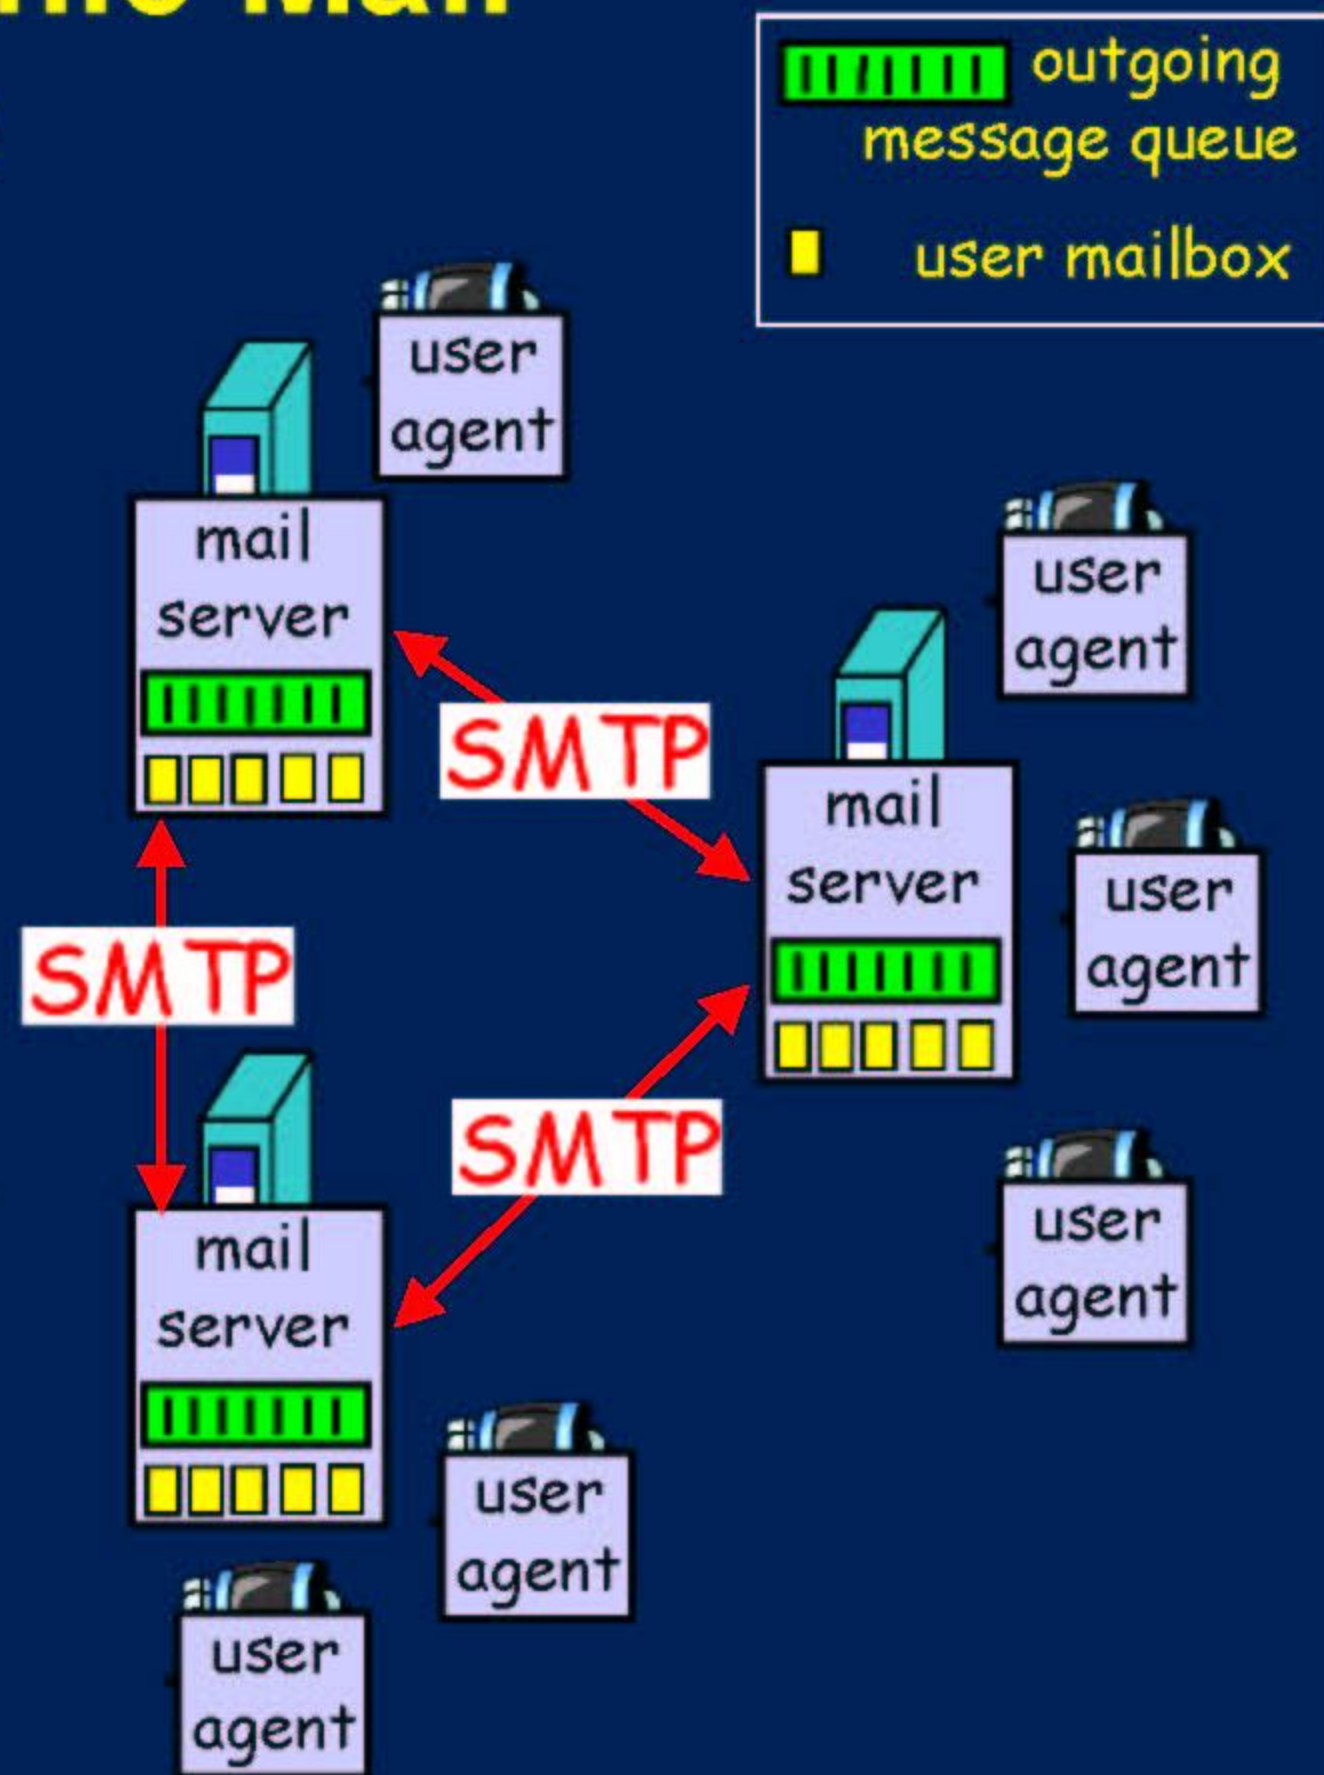 Mail
outgoing
message queue
user mailbox
user
agent
mail
server
user
agent
SMTP
mail
server
user
agent
SMTP
SMTP
user
agent
mail
server
user
agent
user
agent